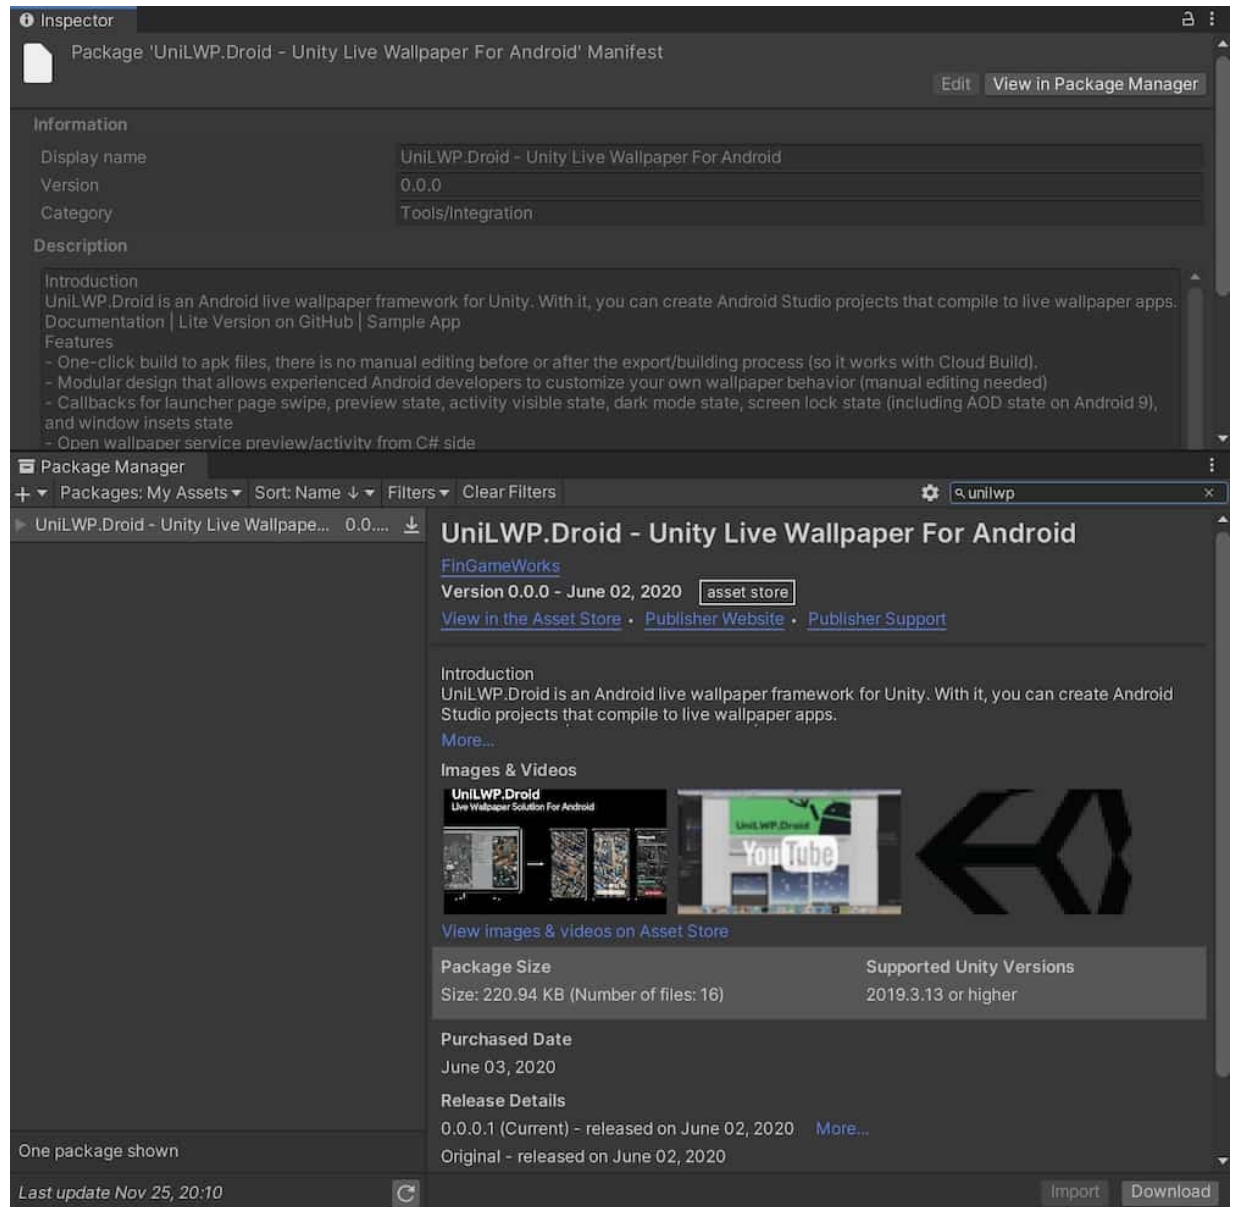 Inspector
Package 'UniLWP.Droid - Unity Live Wallpaper For Android' Manifest
Edit View in Package Manager
Information
Display name UniLWP.Droid - Unity Live Wallpaper For Android
Version 0.0.0
Category Tools/Integration
Description
Introduction
UniLWP.Droid is an Android live wallpaper framework for Unity. With it, you can create Android Studio projects that compile to live wallpaper apps.
Documentation | Lite Version on GitHub | Sample App
Features
- One-click build to apk files, there is no manual editing before or after the export/building process (so it works with Cloud Build).
- Modular design that allows experienced Android developers to customize your own wallpaper behavior (manual editing needed)
- Callbacks for launcher page swipe, preview state, activity visible state, dark mode state, screen lock state (including AOD state on Android 9),
and window insets state
- Open wallpaper service preview/activity from C# side
Package Manager
+ Packages: My Assets Sort: Name ↓ Filters Clear Filters unilwp ×
UniLWP.Droid - Unity Live Wallpape... 0.0....
UniLWP.Droid - Unity Live Wallpaper For Android
FinGameWorks
Version 0.0.0 - June 02, 2020 asset store
View in the Asset Store • Publisher Website • Publisher Support
Introduction
UniLWP.Droid is an Android live wallpaper framework for Unity. With it, you can create Android
Studio projects that compile to live wallpaper apps.
More...
Images & Videos
UniLWP.Droid
Live Wallpaper Solution For Android
UniLWP.Droid
YouTube
View images & videos on Asset Store
Package Size Supported Unity Versions
Size: 220.94 KB (Number of files: 16) 2019.3.13 or higher
Purchased Date
June 03, 2020
Release Details
0.0.0.1 (Current) - released on June 02, 2020 More...
Original - released on June 02, 2020
One package shown
Last update Nov 25, 20:10
Import Download